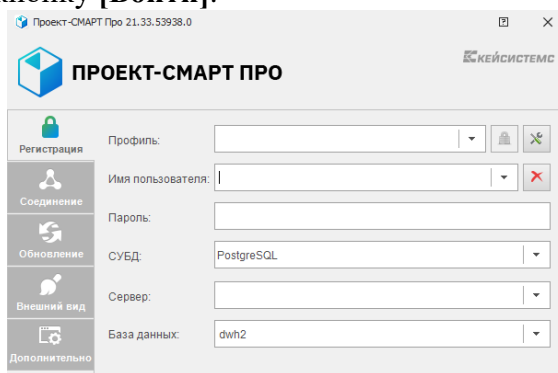 кнопку [Войти].
Проект-СМАРТ Про 21.33.53938.0
ПРОЕКТ-СМАРТ ПРО
КЕЙСИСТЕМС
Регистрация
Соединение
Обновление
Внешний вид
Дополнительно
Профиль:
Имя пользователя:
Пароль:
СУБД: PostgreSQL
Сервер:
База данных: dwh2